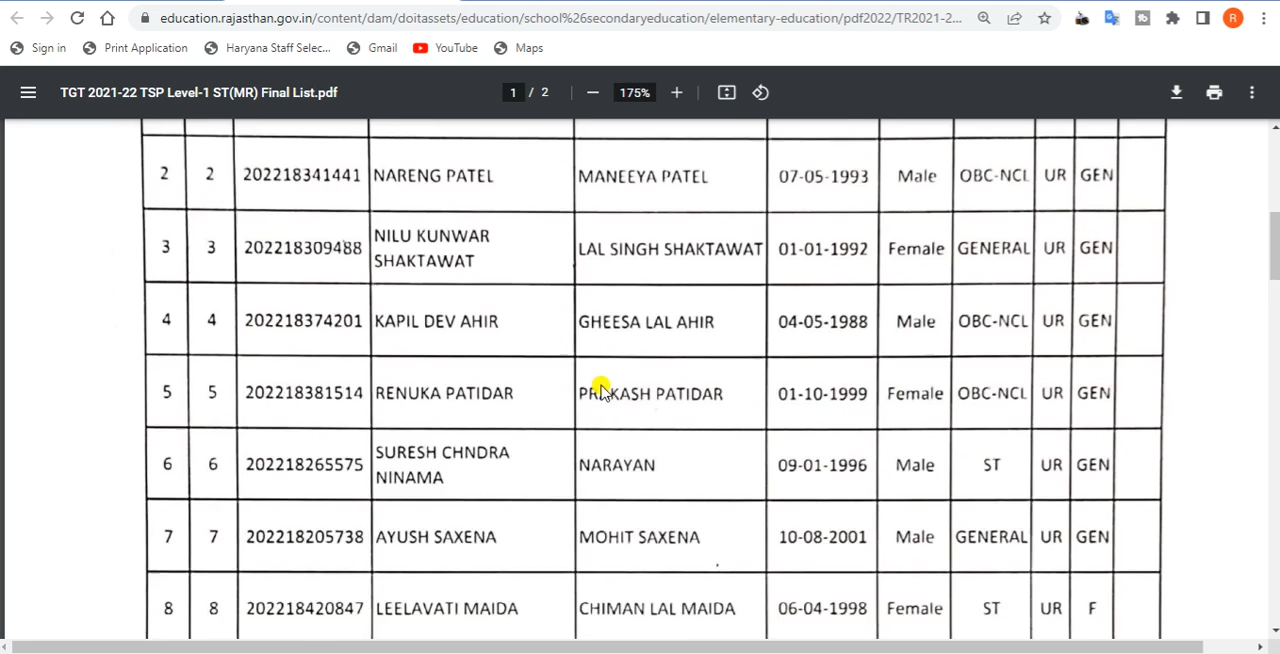 education.rajasthan.gov.in/content/dam/doitassets/education/school%26secondaryeducation/elementary-education/pdf2022/TR2021-2...
R
Sign in Print Application Haryana Staff Selec... Gmail YouTube Maps
TGT 2021-22 TSP Level-1 ST(MR) Final List.pdf 1 / 2 175%
2 2 202218341441 NARENG PATEL MANEEYA PATEL 07-05-1993 Male OBC-NCL UR GEN
3 3 202218309488 NILU KUNWAR SHAKTAWAT LAL SINGH SHAKTAWAT 01-01-1992 Female GENERAL UR GEN
4 4 202218374201 KAPIL DEV AHIR GHEESA LAL AHIR 04-05-1988 Male OBC-NCL UR GEN
5 5 202218381514 RENUKA PATIDAR PRAKASH PATIDAR 01-10-1999 Female OBC-NCL UR GEN
6 6 202218265575 SURESH CHNDRA NINAMA NARAYAN 09-01-1996 Male ST UR GEN
7 7 202218205738 AYUSH SAXENA MOHIT SAXENA 10-08-2001 Male GENERAL UR GEN
8 8 202218420847 LEELAVATI MAIDA CHIMAN LAL MAIDA 06-04-1998 Female ST UR F